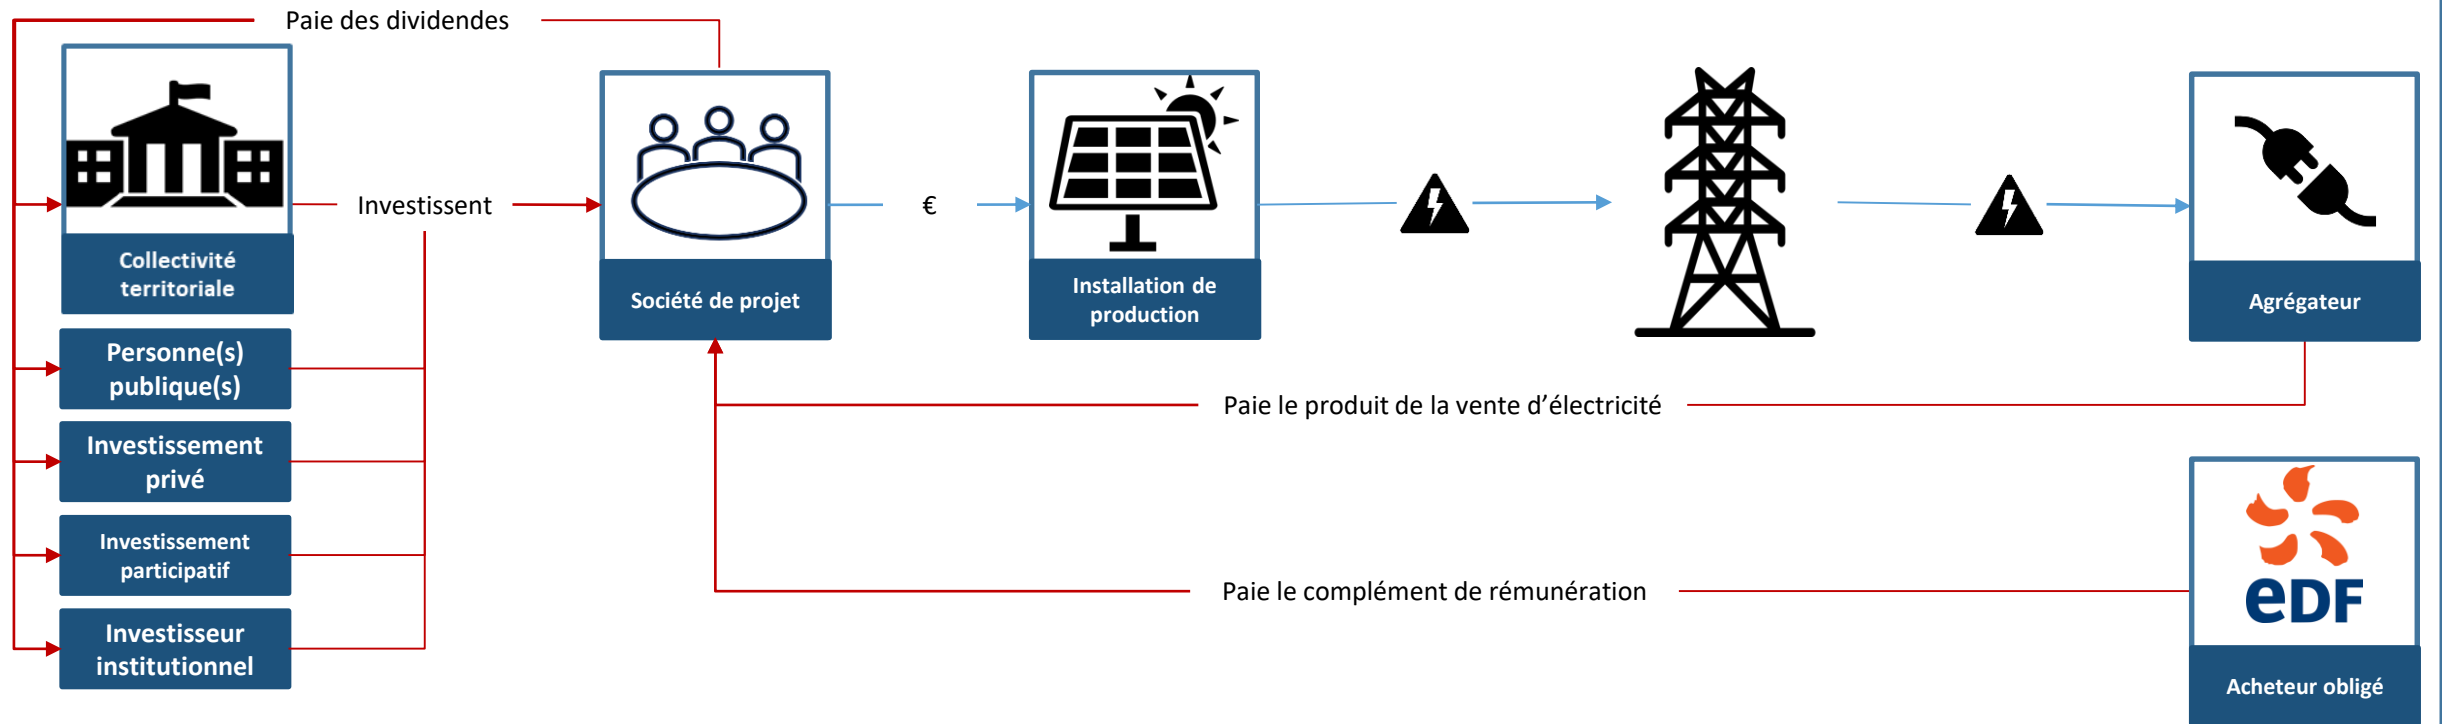 Paie des dividendes
Collectivité
territoriale
Investissent
Société de projet
€
Installation de
production
Agrégateur
Personne(s)
publique(s)
Paie le produit de la vente d’électricité
Investissement
privé
Investissement
participatif
Paie le complément de rémunération
eDF
Investisseur
institutionnel
Acheteur obligé